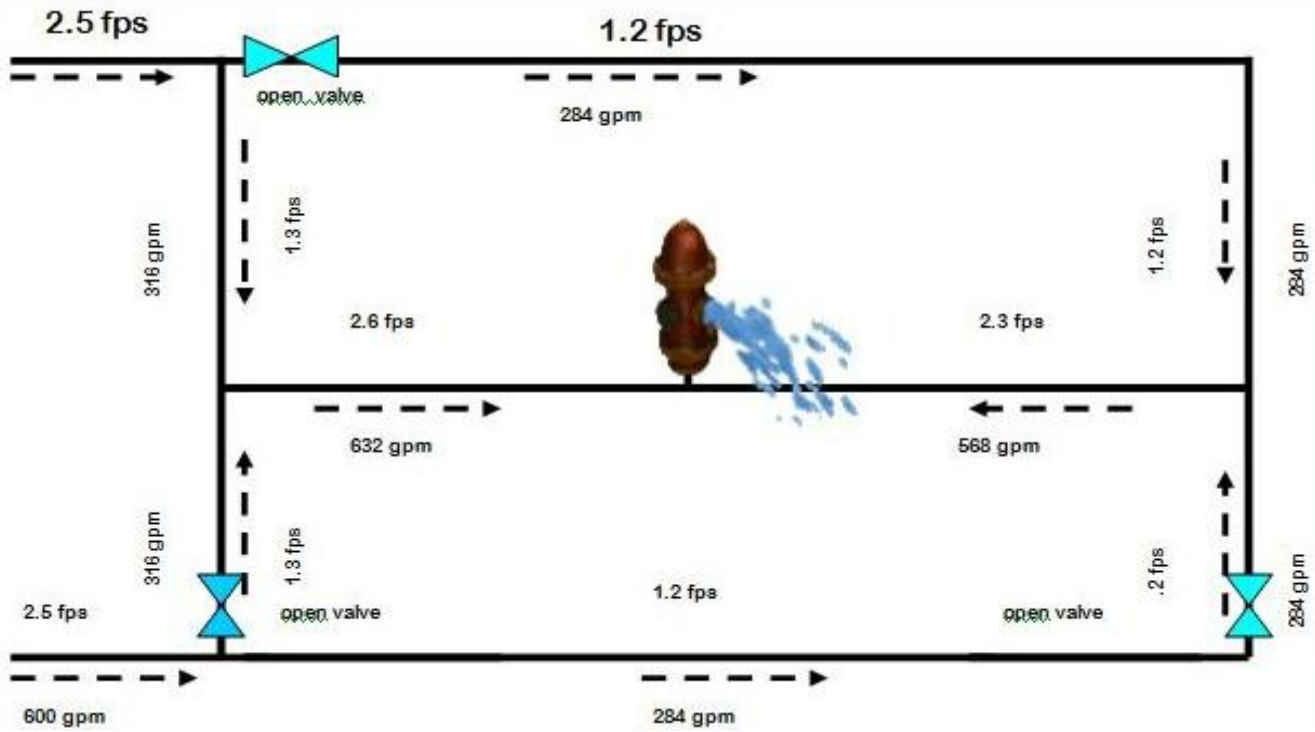 2.5 fps
1.2 fps
open valve
284 gpm
316 gpm
1.3 fps
1.2 fps
284 gpm
2.6 fps
2.3 fps
632 gpm
568 gpm
316 gpm
1.3 fps
.2 fps
284 gpm
2.5 fps
open valve
1.2 fps
open valve
600 gpm
284 gpm